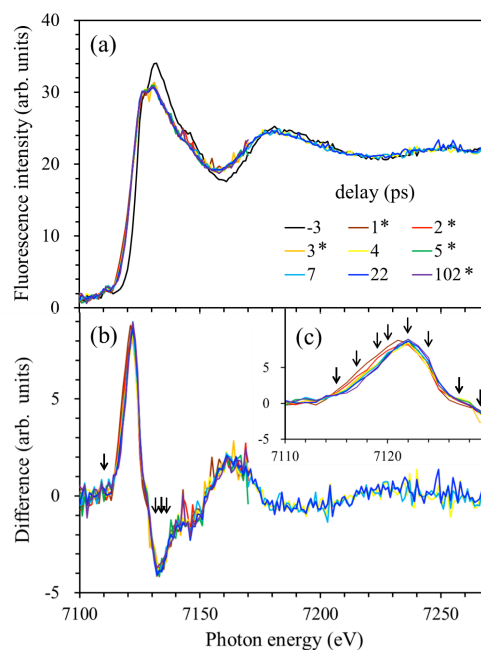 40
(a)
30
20
10
0
Fluorescence intensity (arb. units)
delay (ps)
-3 1* 2*
3* 4 5*
7 22 102*
(b)
(c)
5
0
-5
Difference (arb. units)
5
0
-5
7110 7120
7100 7150 7200 7250
Photon energy (eV)